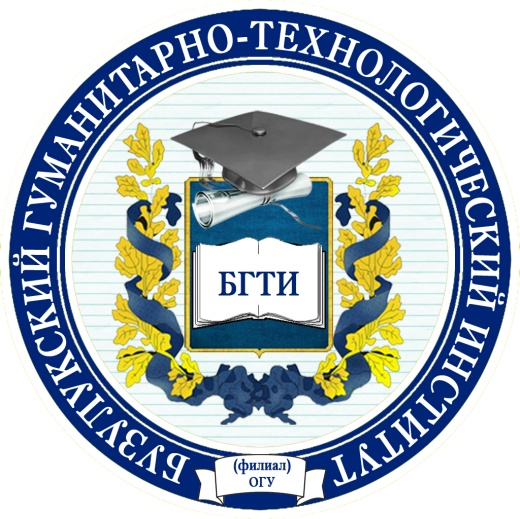 БУЗУЛУКСКИЙ ГУМАНИТАРНО-ТЕХНОЛОГИЧЕСКИЙ ИНСТИТУТ
БГТИ
(филиал)
ОГУ